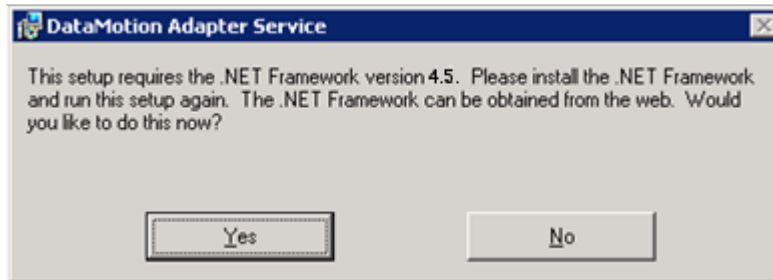 DataMotion Adapter Service
This setup requires the .NET Framework version 4.5. Please install the .NET Framework
and run this setup again. The .NET Framework can be obtained from the web. Would
you like to do this now?
Yes
No